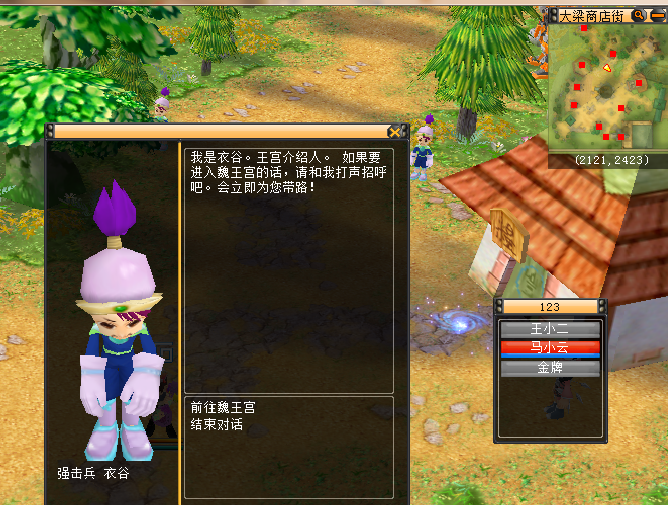 大梁商店街
(2121,2423)
我是衣谷。王宫介绍人。 如果要
进入魏王宫的话，请和我打声招呼
吧。会立即为您带路！
前往魏王宫
结束对话
强击兵 衣谷
123
王小二
马小云
金牌